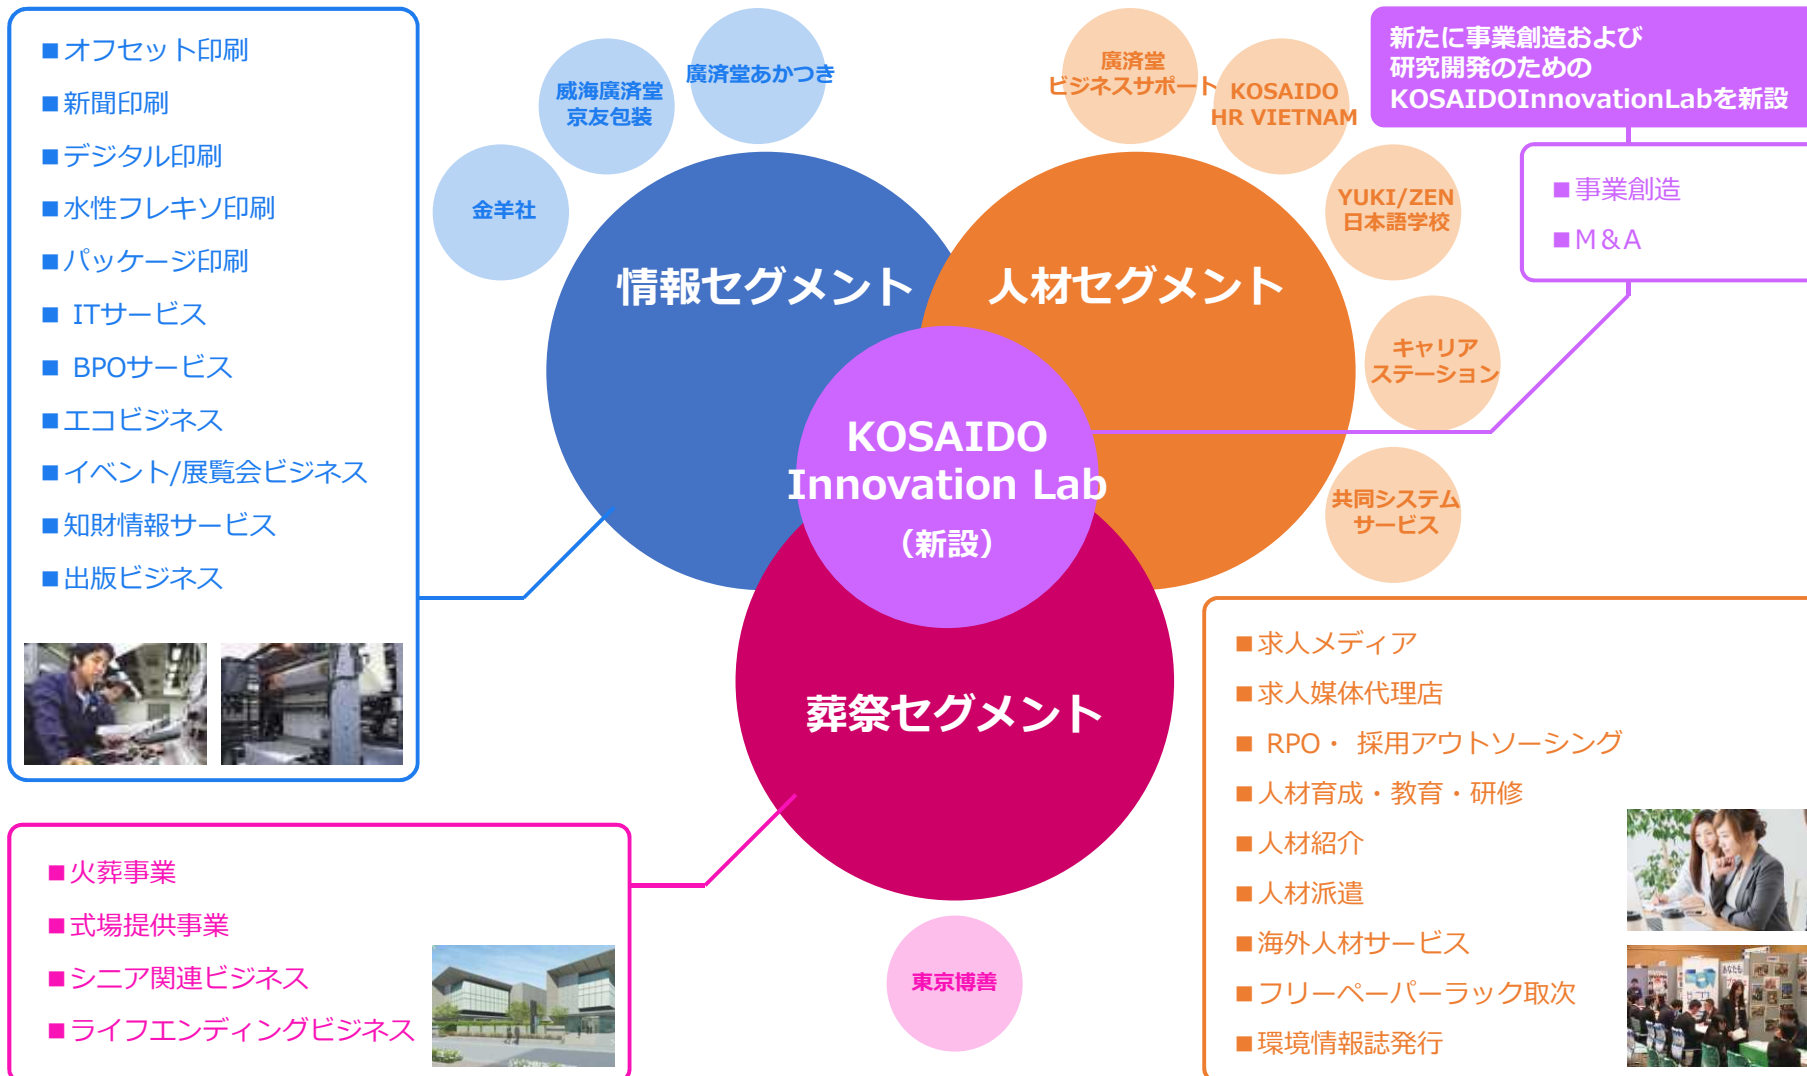 ■オフセット印刷
■新聞印刷
■デジタル印刷
■水性フレキソ印刷
■パッケージ印刷
■ ITサービス
■ BPOサービス
■エコビジネス
■イベント/展覧会ビジネス
■知財情報サービス
■出版ビジネス
金羊社
威海廣済堂
京友包装
廣済堂あかつき
廣済堂
ビジネスサポート
KOSAIDO
HR VIETNAM
YUKI/ZEN
日本語学校
キャリア
ステーション
共同システム
サービス
新たに事業創造および
研究開発のための
KOSAIDOInnovationLabを新設
■事業創造
■M&A
情報セグメント
人材セグメント
KOSAIDO
Innovation Lab
（新設）
葬祭セグメント
東京博善
■火葬事業
■式場提供事業
■シニア関連ビジネス
■ライフエンディングビジネス
■求人メディア
■求人媒体代理店
■ RPO・ 採用アウトソーシング
■人材育成・教育・研修
■人材紹介
■人材派遣
■海外人材サービス
■フリーペーパーラック取次
■環境情報誌発行
あなたも